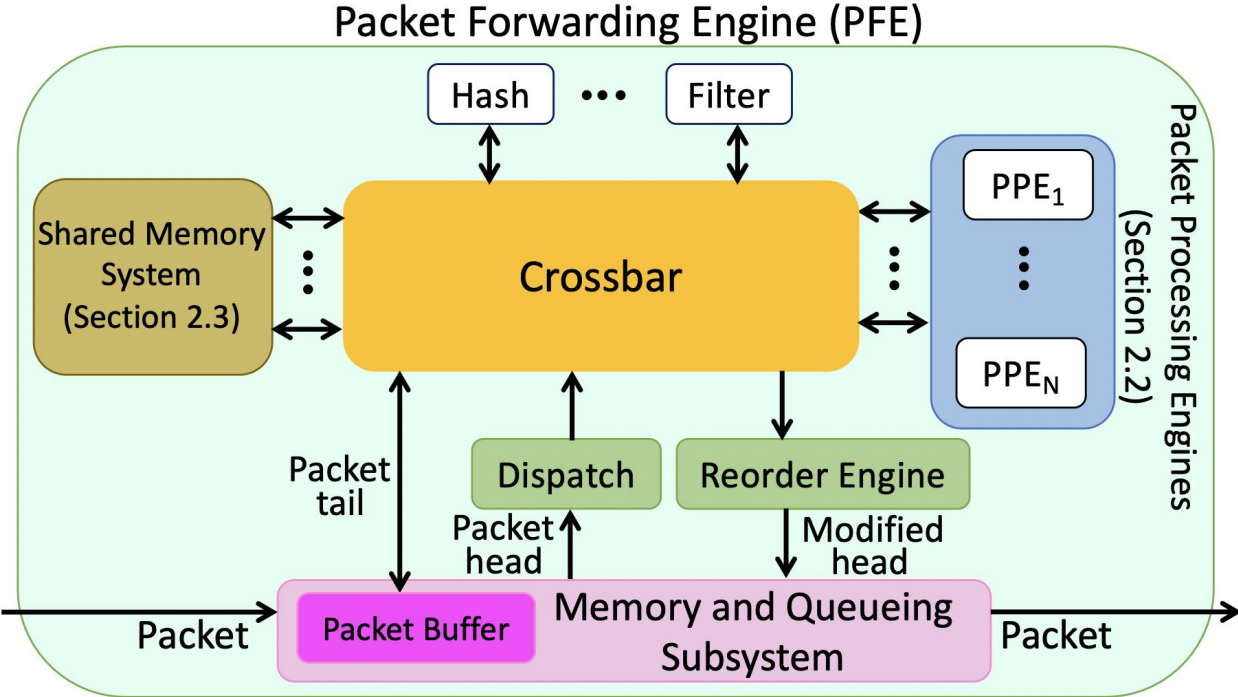 Packet Forwarding Engine (PFE)
Hash
•••
Filter
Shared Memory
System
(Section 2.3)
Crossbar
PPE1
PPEN
Packet Processing Engines
(Section 2.2)
Packet
tail
Dispatch
Reorder Engine
Packet
head
Modified
head
Packet
Packet Buffer
Memory and Queueing
Subsystem
Packet